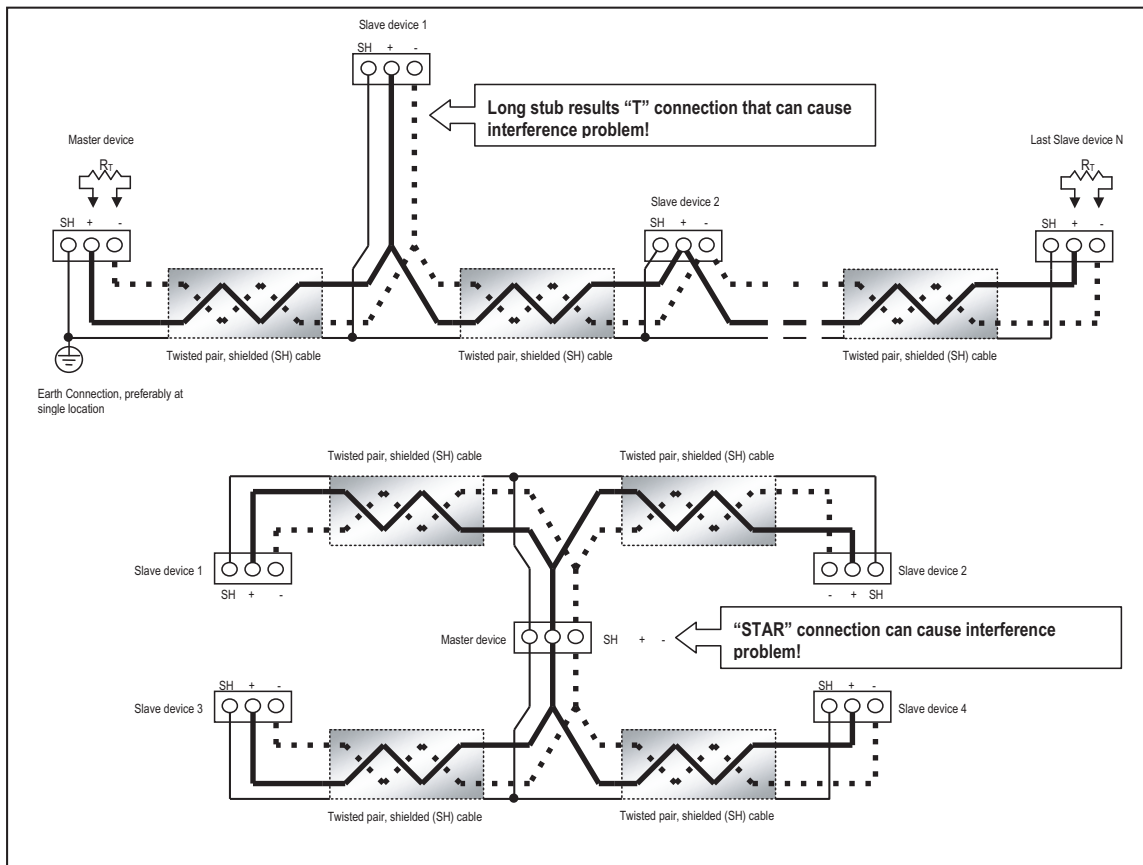 Slave device 1
SH + -
Long stub results “T” connection that can cause
interference problem!
Master device
RT
SH + -
Slave device 2
SH + -
Last Slave device N
RT
SH + -
Twisted pair, shielded (SH) cable
Twisted pair, shielded (SH) cable
Twisted pair, shielded (SH) cable
Earth Connection, preferably at
single location
Twisted pair, shielded (SH) cable
Twisted pair, shielded (SH) cable
Slave device 1
SH + -
Slave device 2
- + SH
Master device
SH + -
“STAR” connection can cause interference
problem!
SH + -
Slave device 3
SH + -
Slave device 4
Twisted pair, shielded (SH) cable
Twisted pair, shielded (SH) cable